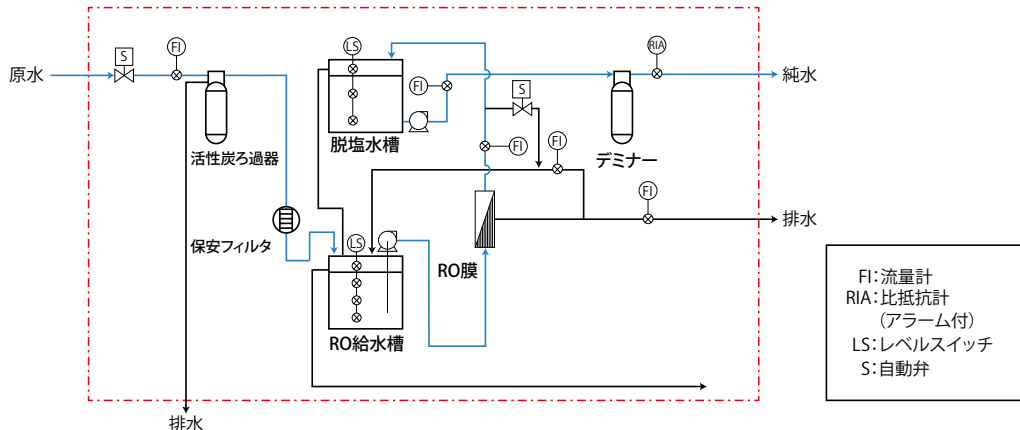 LS
RIA
S
FI
FI
S
原水
純水
脱塩水槽
FI
FI
活性炭ろ過器
デミナー
FI
排水
保安フィルタ
LS
RO膜
RO給水槽
FI：流量計
RIA：比抵抗計
（アラーム付）
LS：レベルスイッチ
S：自動弁
排水